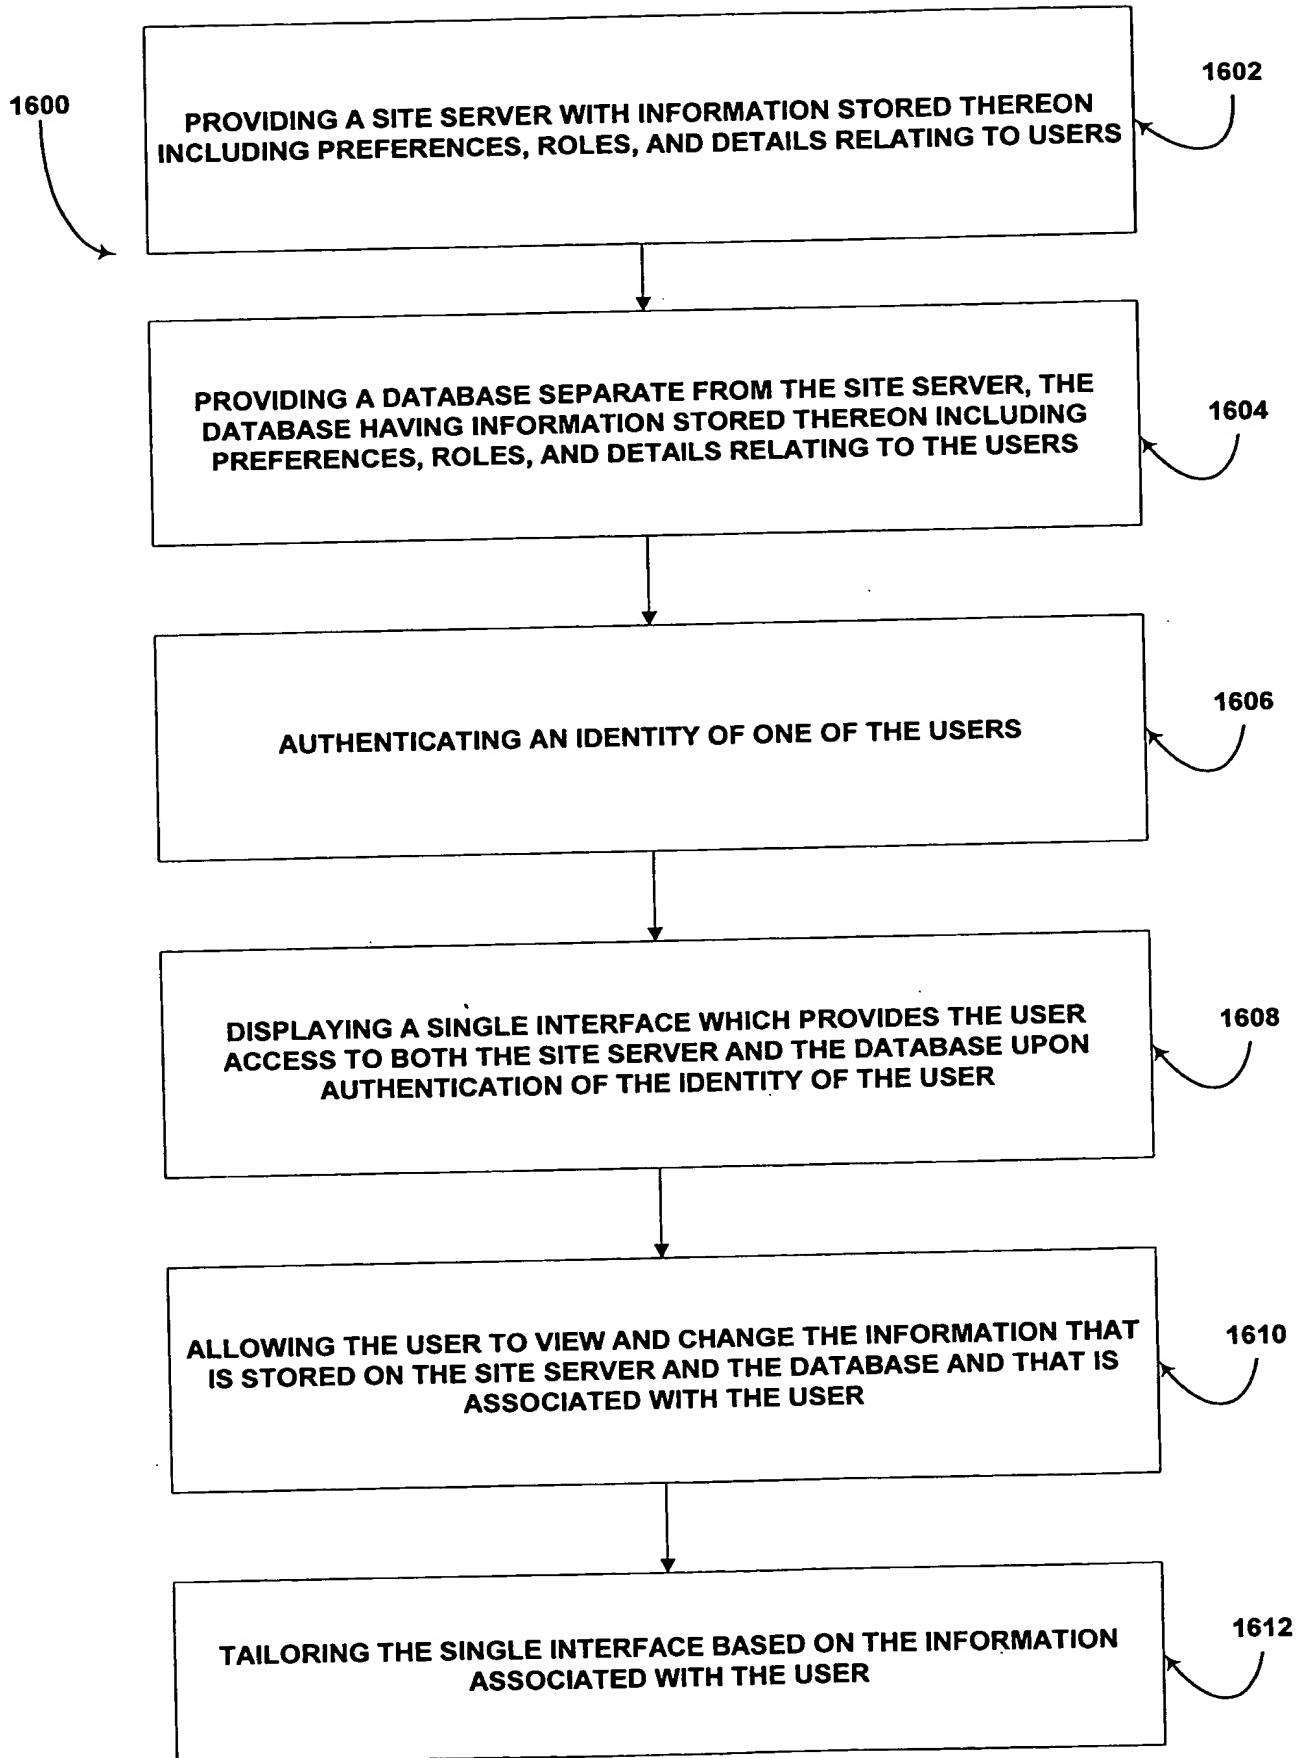 1600
1602
PROVIDING A SITE SERVER WITH INFORMATION STORED THEREON
INCLUDING PREFERENCES, ROLES, AND DETAILS RELATING TO USERS
1604
PROVIDING A DATABASE SEPARATE FROM THE SITE SERVER, THE
DATABASE HAVING INFORMATION STORED THEREON INCLUDING
PREFERENCES, ROLES, AND DETAILS RELATING TO THE USERS
1606
AUTHENTICATING AN IDENTITY OF ONE OF THE USERS
1608
DISPLAYING A SINGLE INTERFACE WHICH PROVIDES THE USER
ACCESS TO BOTH THE SITE SERVER AND THE DATABASE UPON
AUTHENTICATION OF THE IDENTITY OF THE USER
1610
ALLOWING THE USER TO VIEW AND CHANGE THE INFORMATION THAT
IS STORED ON THE SITE SERVER AND THE DATABASE AND THAT IS
ASSOCIATED WITH THE USER
1612
TAILORING THE SINGLE INTERFACE BASED ON THE INFORMATION
ASSOCIATED WITH THE USER